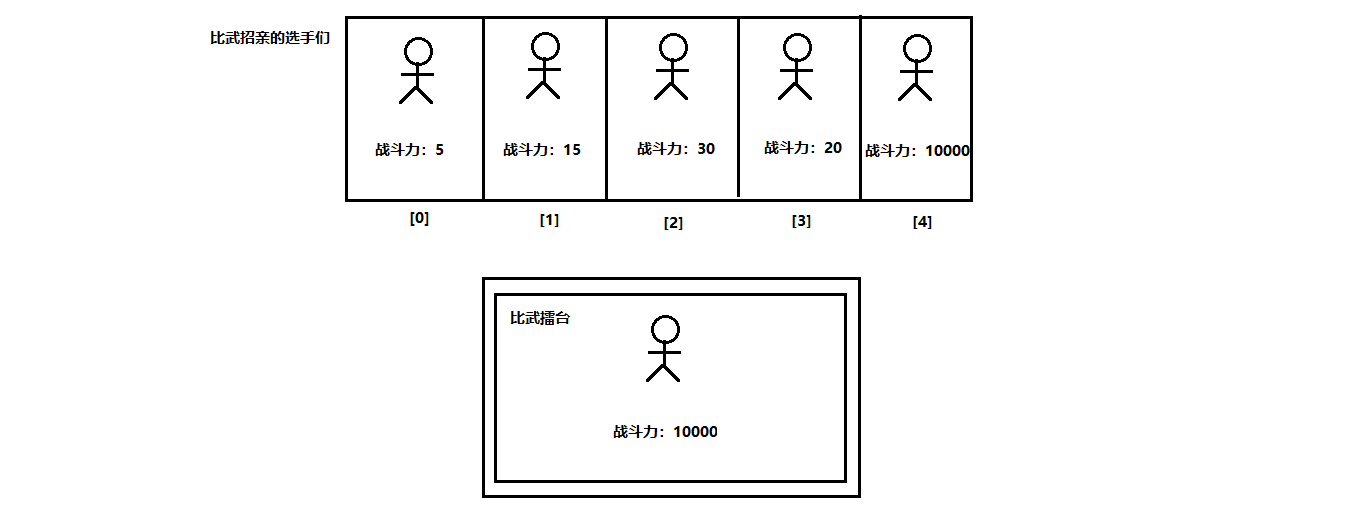 比武招亲的选手们
战斗力：5
战斗力：15
战斗力：30
战斗力：20
战斗力：10000
[0]
[1]
[2]
[3]
[4]
比武擂台
战斗力：10000